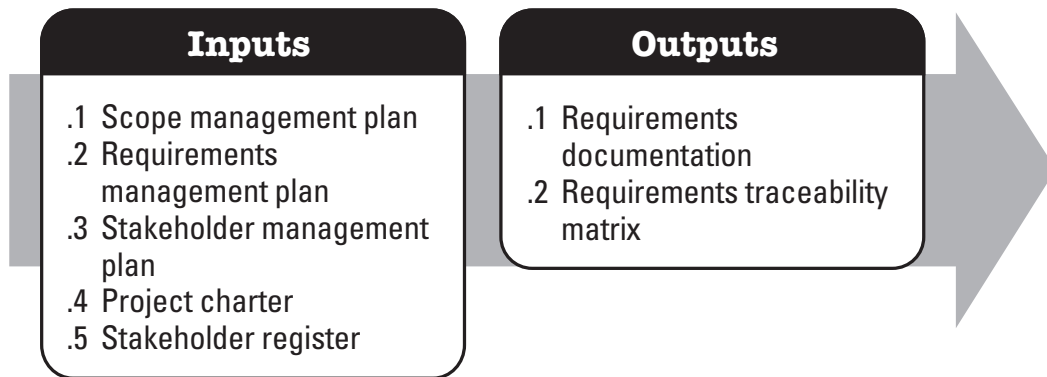 Inputs
.1 Scope management plan
.2 Requirements
management plan
.3 Stakeholder management
plan
.4 Project charter
.5 Stakeholder register
Outputs
.1 Requirements
documentation
.2 Requirements traceability
matrix